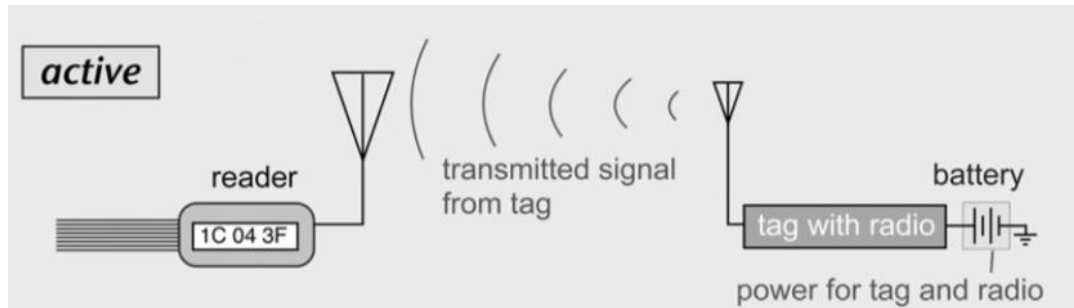 active
transmitted signal
from tag
reader
1C 04 3F
battery
tag with radio
power for tag and radio